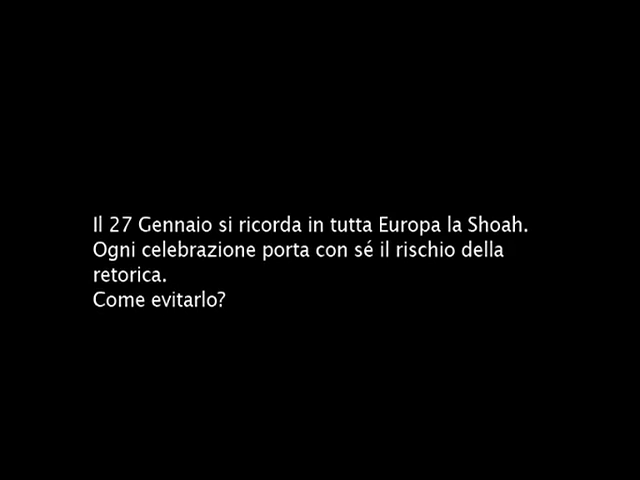 Il 27 Gennaio si ricorda in tutta Europa la Shoah.
Ogni celebrazione porta con sé il rischio della
retorica.
Come evitarlo?